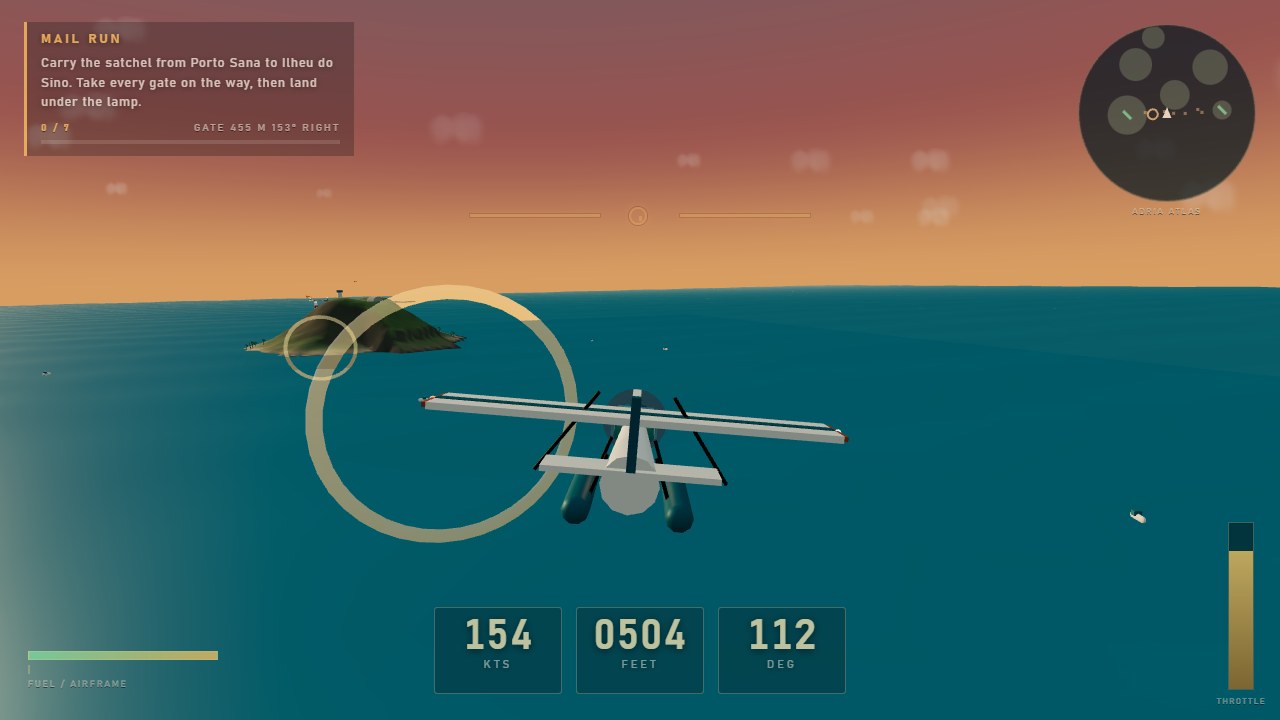 MAIL RUN
Carry the satchel from Porto Sana to Ilheu do
Sino. Take every gate on the way, then land
under the lamp.
0 / 7
GATE 455 M 153° RIGHT
ADRIA ATLAS
154
KTS
0504
FEET
112
DEG
FUEL / AIRFRAME
THROTTLE